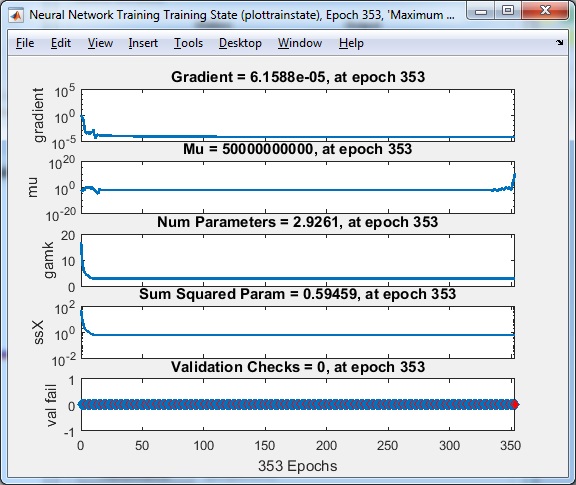 Neural Network Training Training State (plottrainstate), Epoch 353, 'Maximum ...
File Edit View Insert Tools Desktop Window Help
Gradient = 6.1588e-05, at epoch 353
10^5
10^0
10^-5
gradient
Mu = 50000000000, at epoch 353
10^20
10^0
10^-20
mu
Num Parameters = 2.9261, at epoch 353
20
10
0
gamk
Sum Squared Param = 0.59459, at epoch 353
10^2
10^0
10^-2
ssX
Validation Checks = 0, at epoch 353
1
0
-1
val fail
0 50 100 150 200 250 300 350
353 Epochs